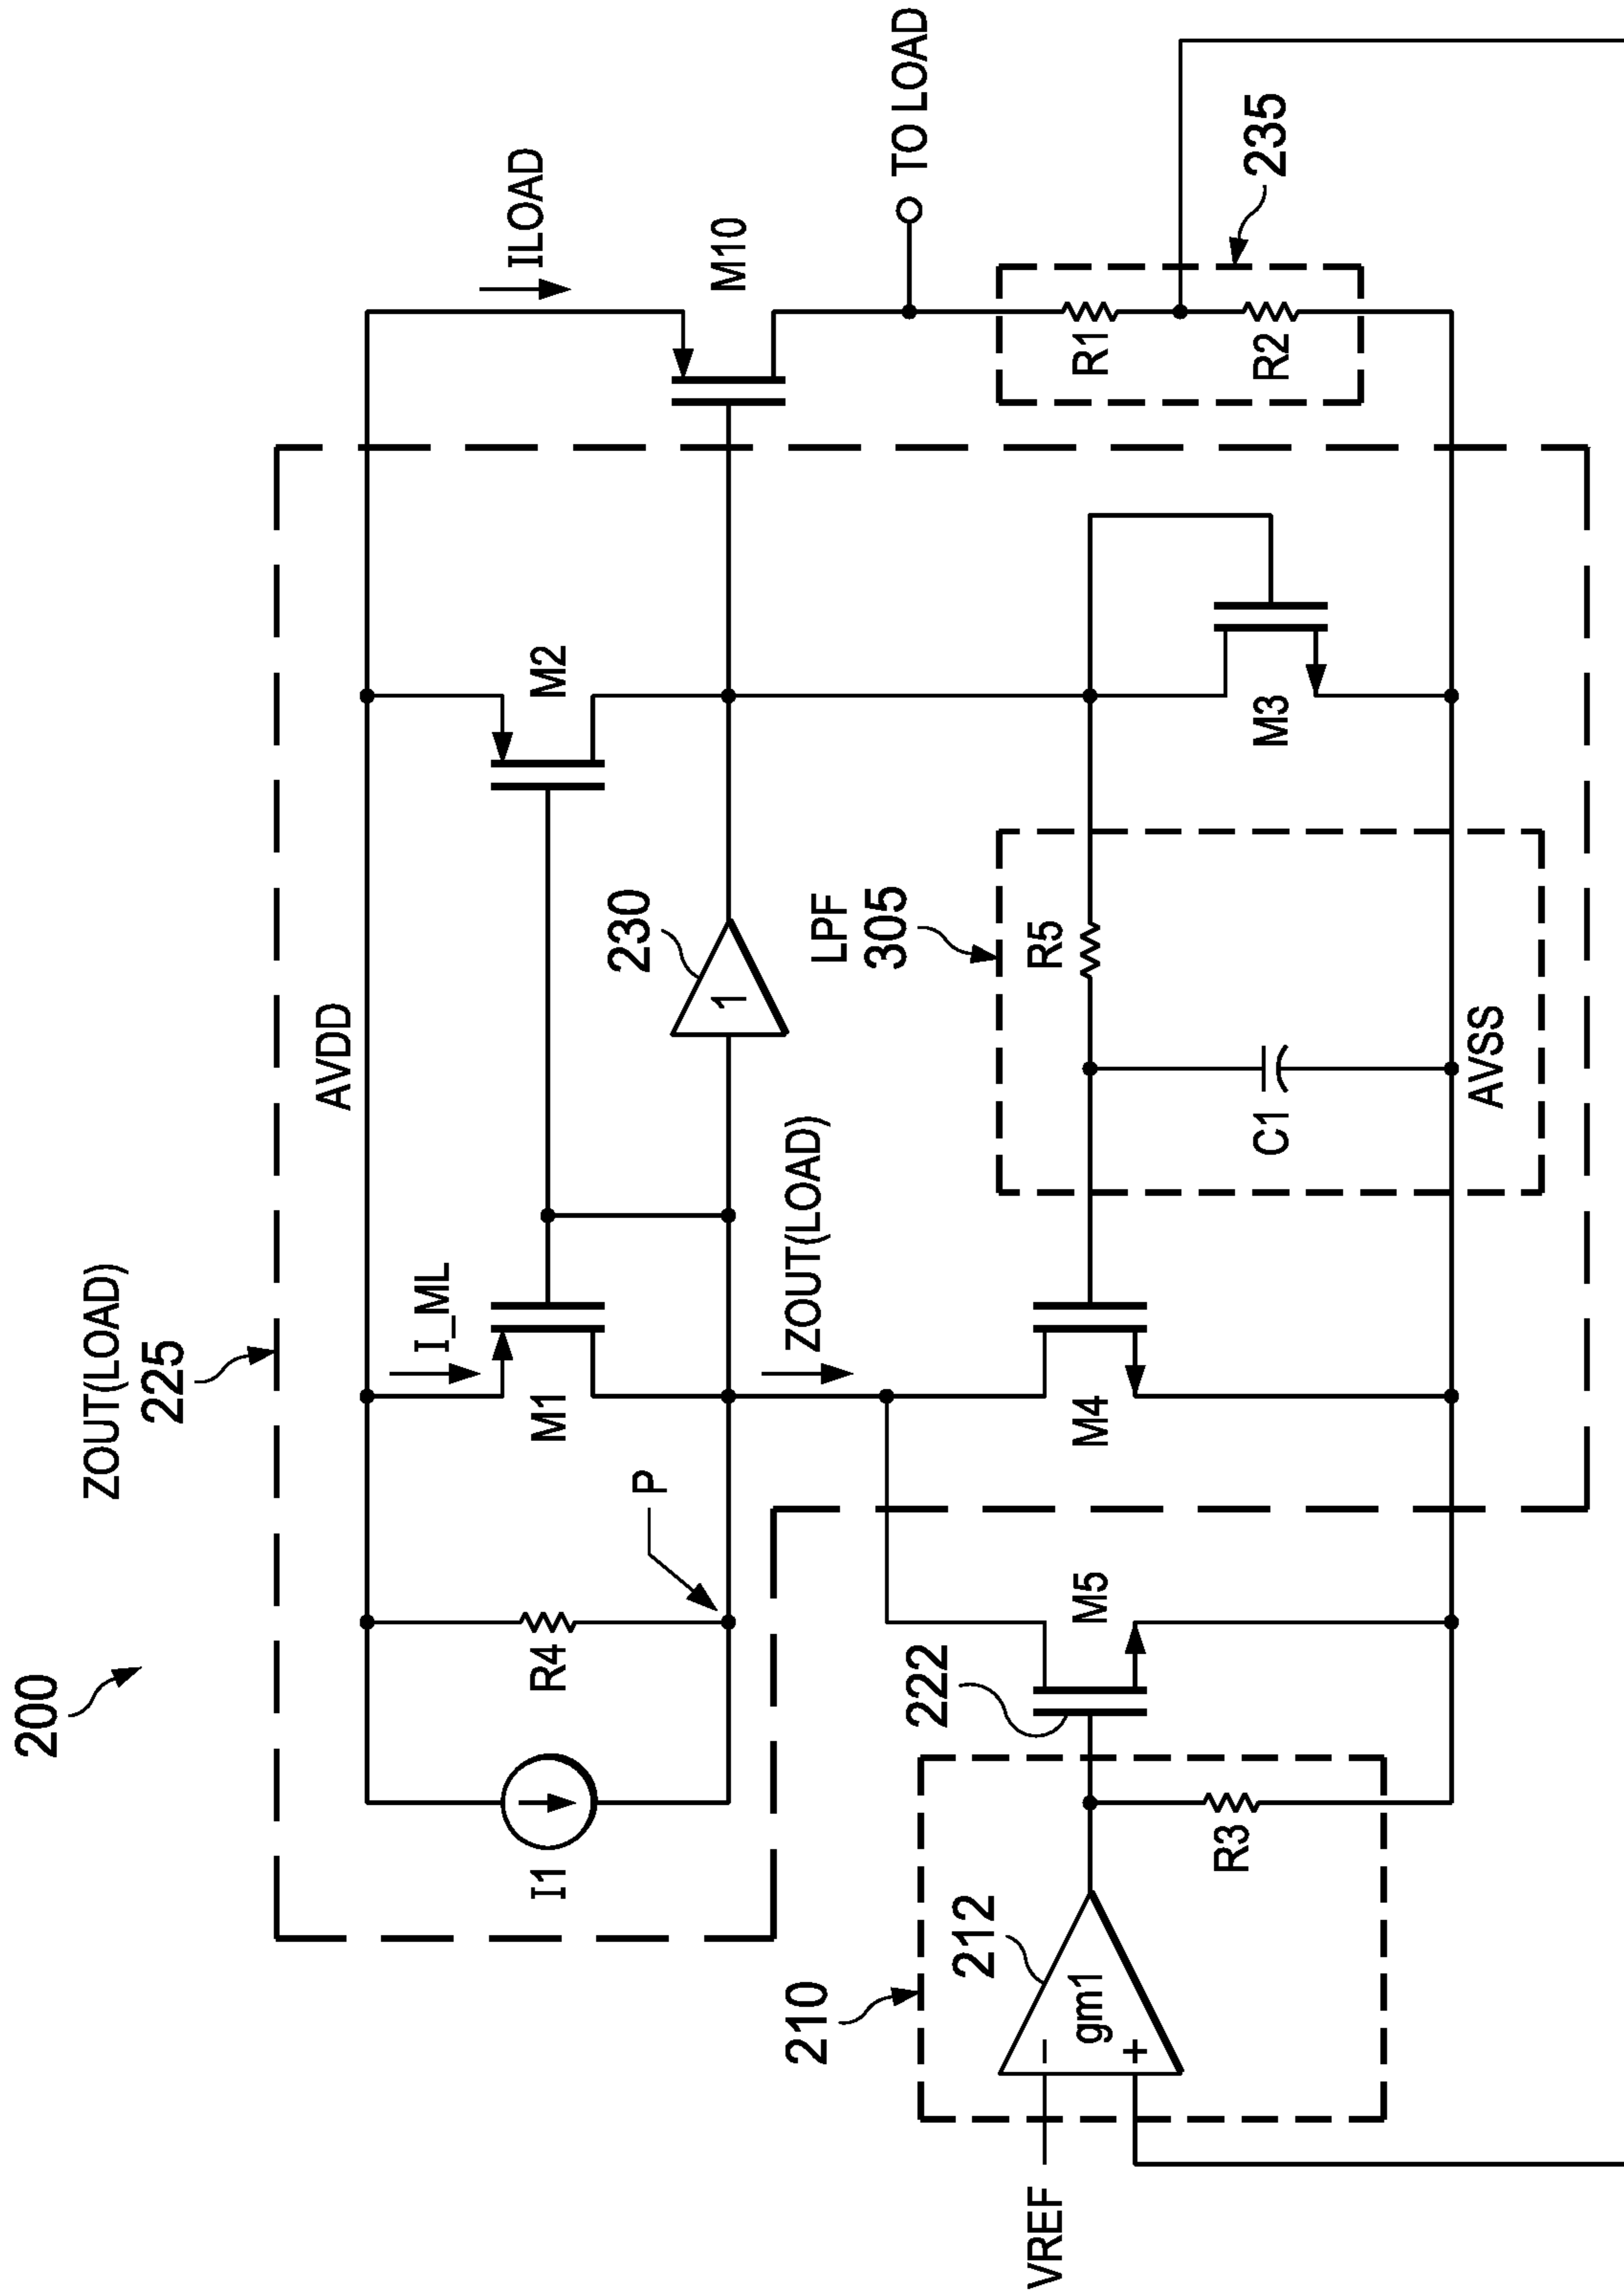 200
ZOUT(LOAD)
225
AVDD
ILOAD
I1
R4
P
I_ML
M1
M2
M10
230
1
ZOUT(LOAD)
TO LOAD
210
212
gm1
-
+
VREF
222
M5
R3
M4
LPF
305
R5
C1
M3
AVSS
R1
R2
235